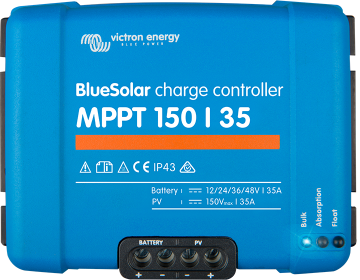 victron energy
BLUE POWER
BlueSolar charge controller
MPPT 150 | 35
CE IP43
Battery : 12/24/36/48V | 35A
PV : 150Vmax | 35A
Bulk
Absorption
Float
BATTERY PV
+ - - +